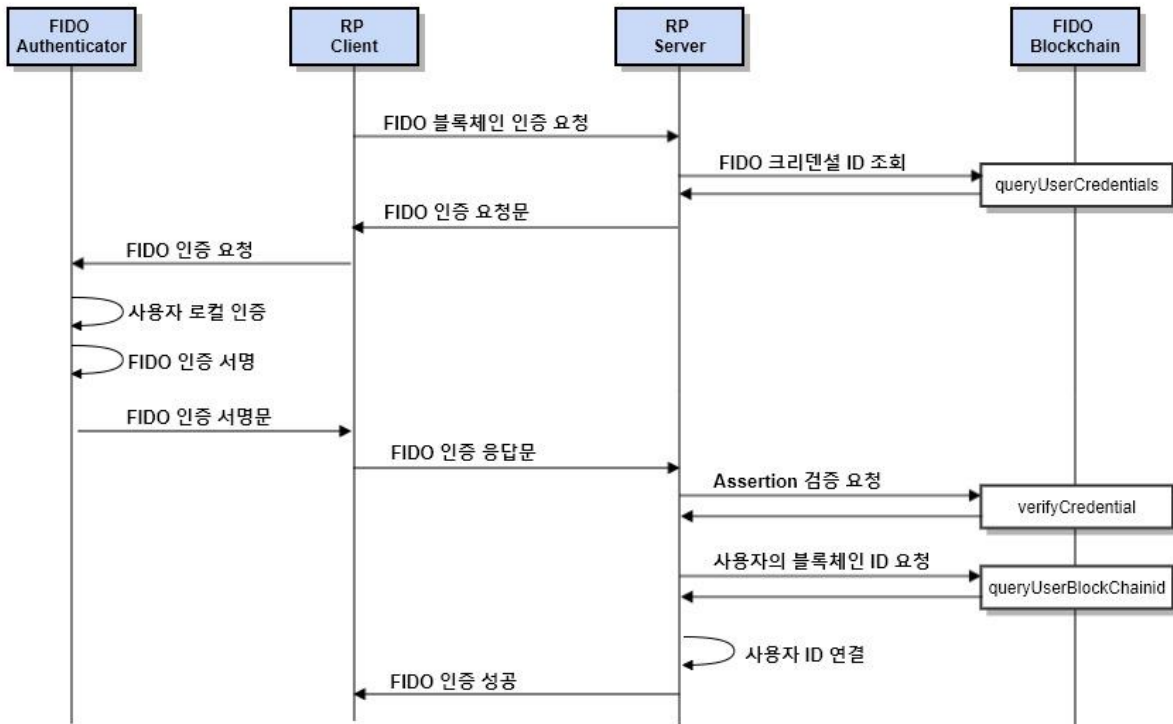 FIDO
Authenticator
RP
Client
RP
Server
FIDO
Blockchain
FIDO 블록체인 인증 요청
FIDO 크리덴셜 ID 조회
queryUserCredentials
FIDO 인증 요청문
FIDO 인증 요청
사용자 로컬 인증
FIDO 인증 서명
FIDO 인증 서명문
FIDO 인증 응답문
Assertion 검증 요청
verifyCredential
사용자의 블록체인 ID 요청
queryUserBlockChainid
사용자 ID 연결
FIDO 인증 성공